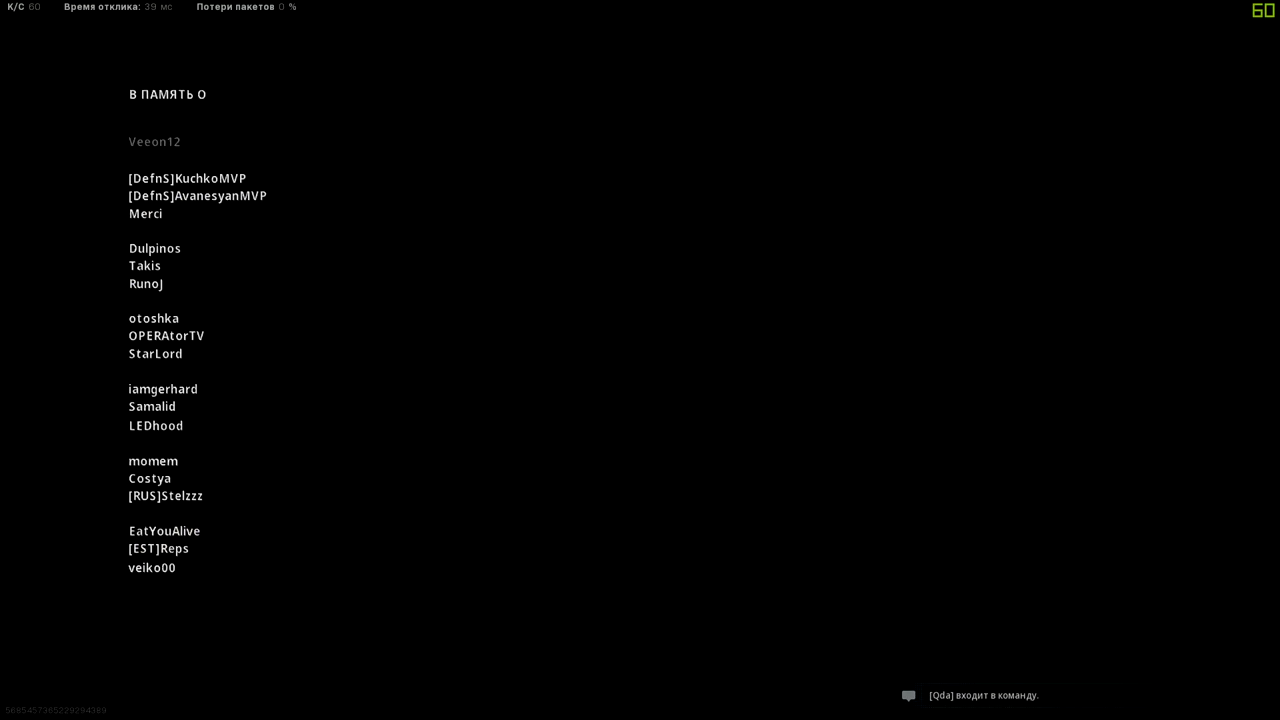 К/С 60 Время отклика: 39 мс Потери пакетов 0 %
60
В ПАМЯТЬ О
Veeon12
[DefnS]KuchkoMVP
[DefnS]AvanesyanMVP
Merci
Dulpinos
Takis
RunoJ
otoshka
OPERAtorTV
StarLord
iamgerhard
Samalid
LEDhood
momem
Costya
[RUS]Stelzzz
EatYouAlive
[EST]Reps
veiko00
[Qda] входит в команду.